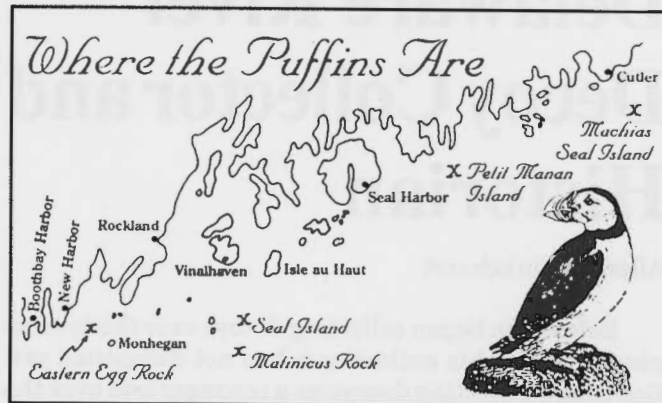 Where the Puffins Are
Cutler
Machias
Seal Island
X Petit Manan
Island
Seal Harbor
Rockland
Boothbay Harbor
New Harbor
Vinalhaven
Isle au Haut
X Seal Island
Monhegan
X Matinicus Rock
Eastern Egg Rock